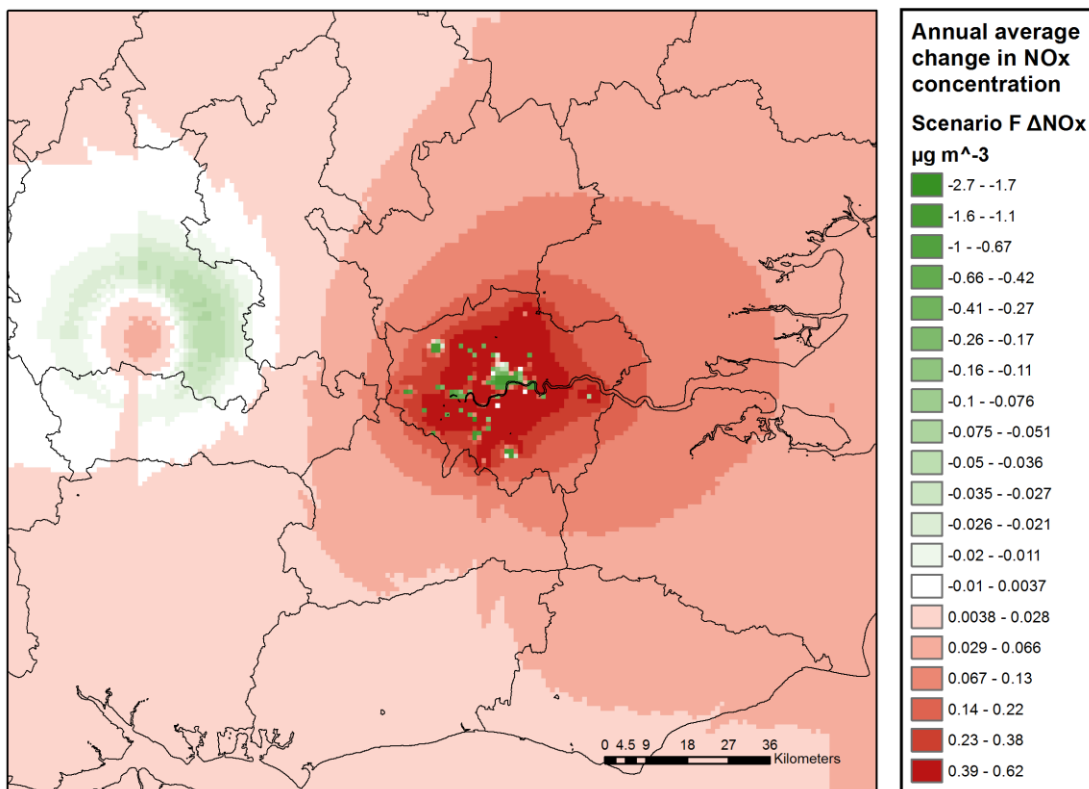 Annual average
change in NOx
concentration
Scenario F ΔNOx
µg m^-3
-2.7 - -1.7
-1.6 - -1.1
-1 - -0.67
-0.66 - -0.42
-0.41 - -0.27
-0.26 - -0.17
-0.16 - -0.11
-0.1 - -0.076
-0.075 - -0.051
-0.05 - -0.036
-0.035 - -0.027
-0.026 - -0.021
-0.02 - -0.011
-0.01 - 0.0037
0.0038 - 0.028
0.029 - 0.066
0.067 - 0.13
0.14 - 0.22
0.23 - 0.38
0.39 - 0.62
0 4.5 9 18 27 36
Kilometers